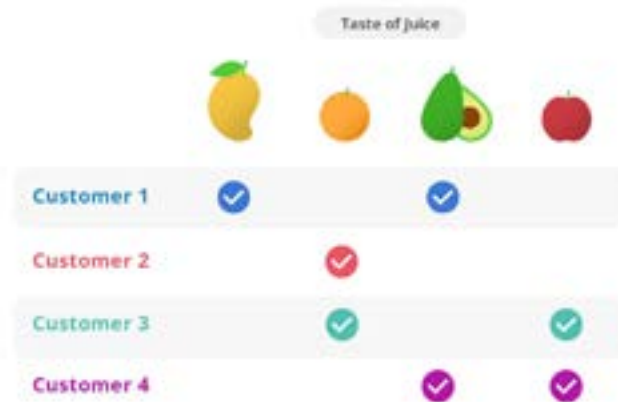 Taste of Juice
Customer 1
Customer 2
Customer 3
Customer 4